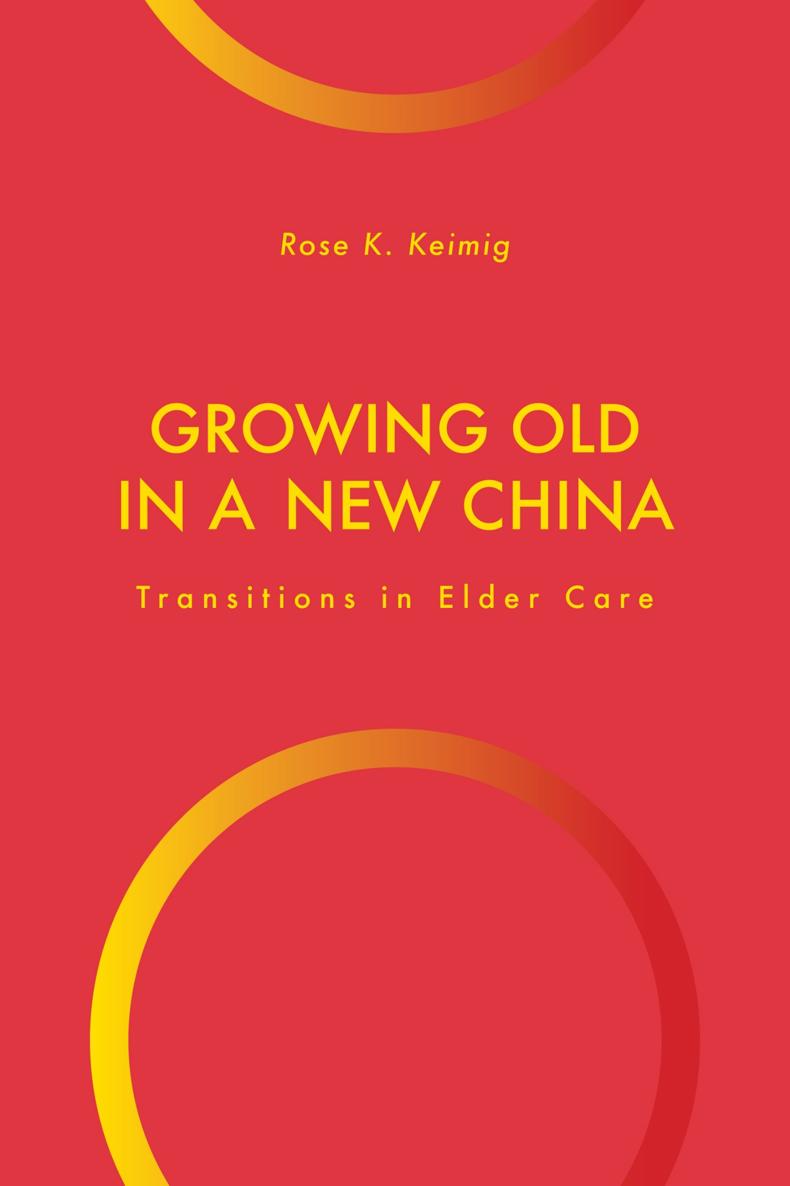 Rose K. Keimig
GROWING OLD
IN A NEW CHINA
Transitions in Elder Care